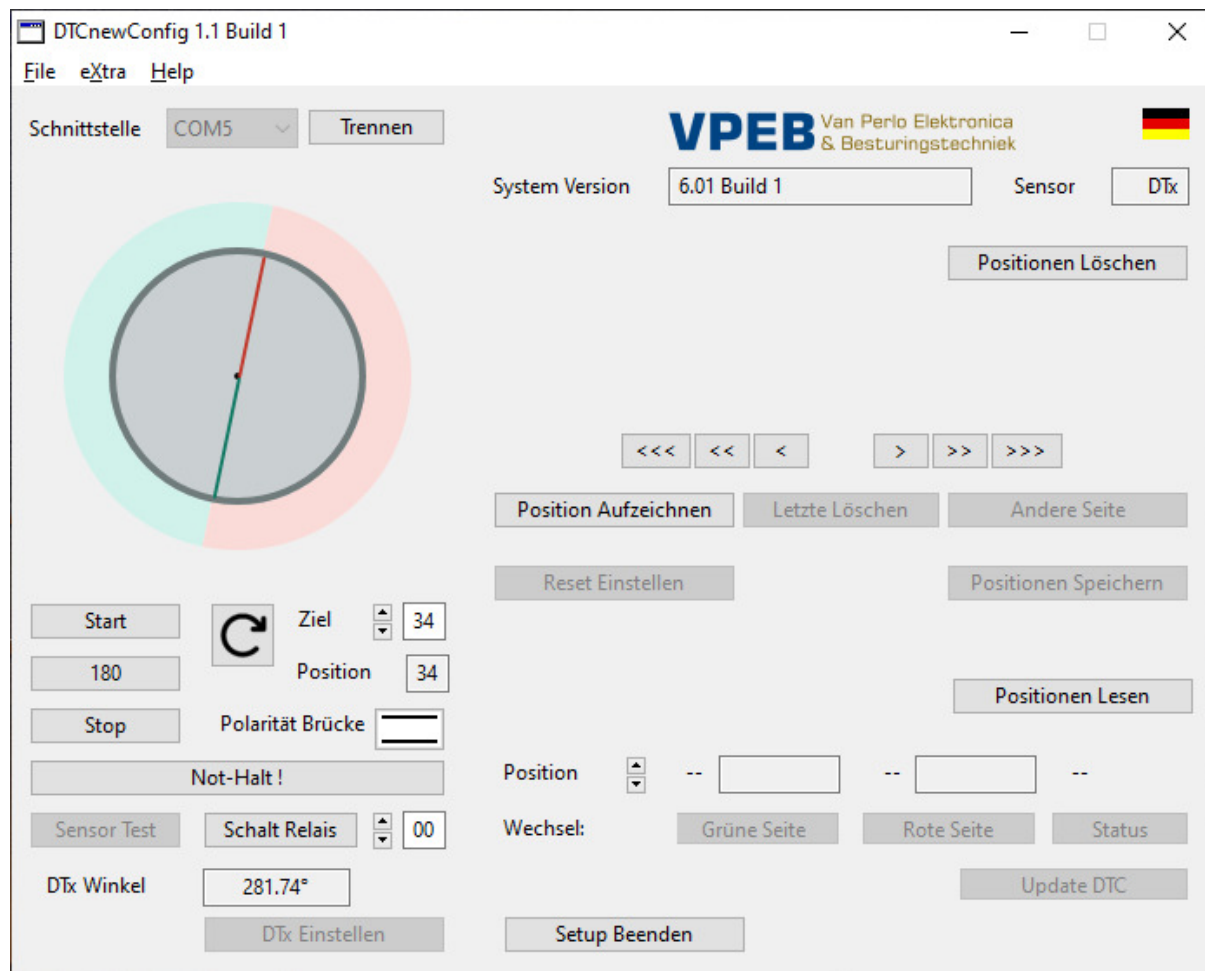 DTCnewConfig 1.1 Build 1
File eXtra Help
Schnittstelle COM5 Trennen
VPEB Van Perlo Elektronica
& Besturingstechniek
System Version 6.01 Build 1 Sensor DTx
Positionen Löschen
<<< << < > >> >>>
Position Aufzeichnen Letzte Löschen Andere Seite
Reset Einstellen Positionen Speichern
Start Ziel 34
180 Position 34
Positionen Lesen
Stop Polarität Brücke
Not-Halt !
Position -- -- --
Sensor Test Schalt Relais 00
Wechsel: Grüne Seite Rote Seite Status
DTx Winkel 281.74°
Update DTC
DTx Einstellen Setup Beenden